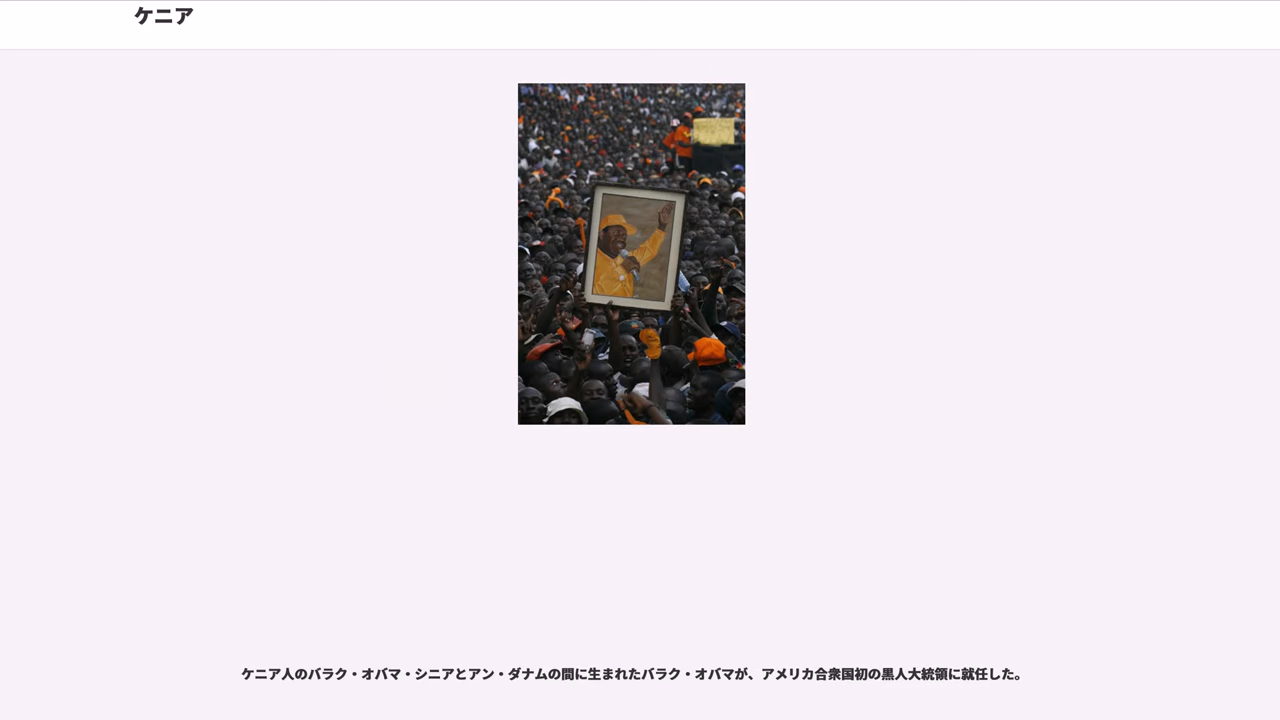 ケニア
ケニア人のバラク・オバマ・シニアとアン・ダナムの間に生まれたバラク・オバマが、アメリカ合衆国初の黒人大統領に就任した。